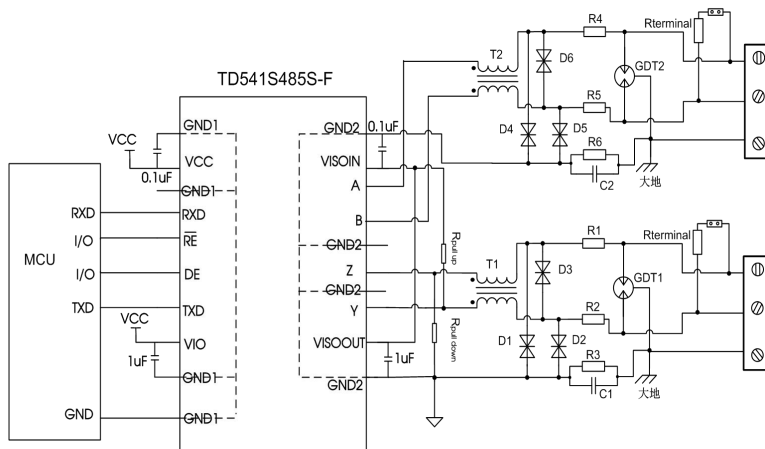 TD541S485S-F
MCU
RXD
I/O
I/O
TXD
GND
VCC
0.1uF
VCC
1uF
GND1
VCC
GND1
RXD
RE
DE
TXD
VIO
GND1
GND1
GND2
VISOIN
A
B
GND2
Z
GND2
Y
VISOOUT
GND2
0.1uF
1uF
Rpull up
Rpull down
T2
D6
D4
D5
R4
R5
R6
C2
GDT2
Rterminal
大地
T1
D3
D1
D2
R1
R2
R3
C1
GDT1
Rterminal
大地